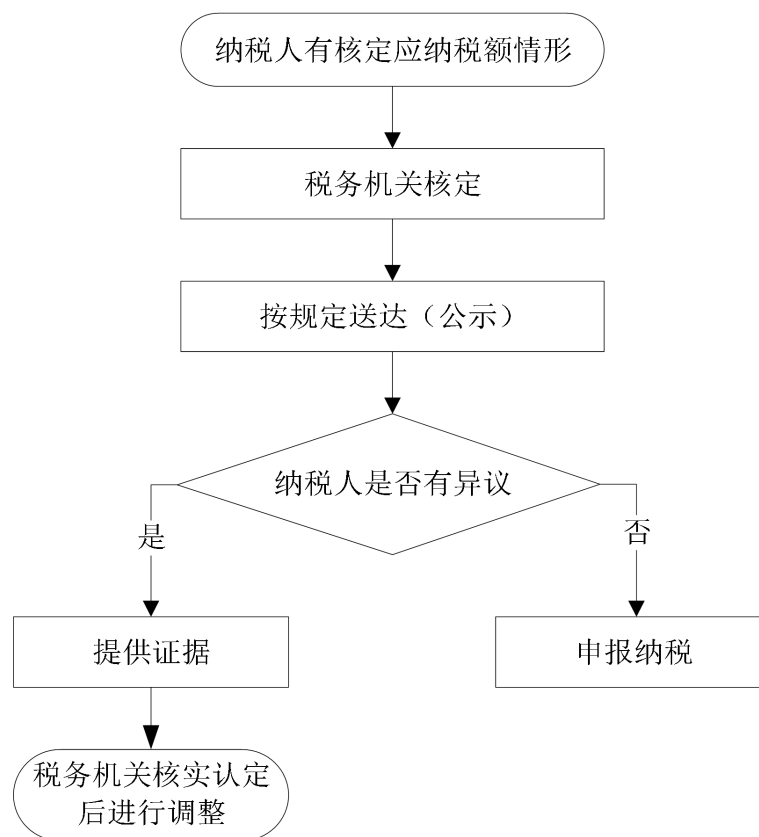 纳税人有核定应纳税额情形
税务机关核定
按规定送达（公示）
纳税人是否有异议
是
否
提供证据
申报纳税
税务机关核实认定
后进行调整